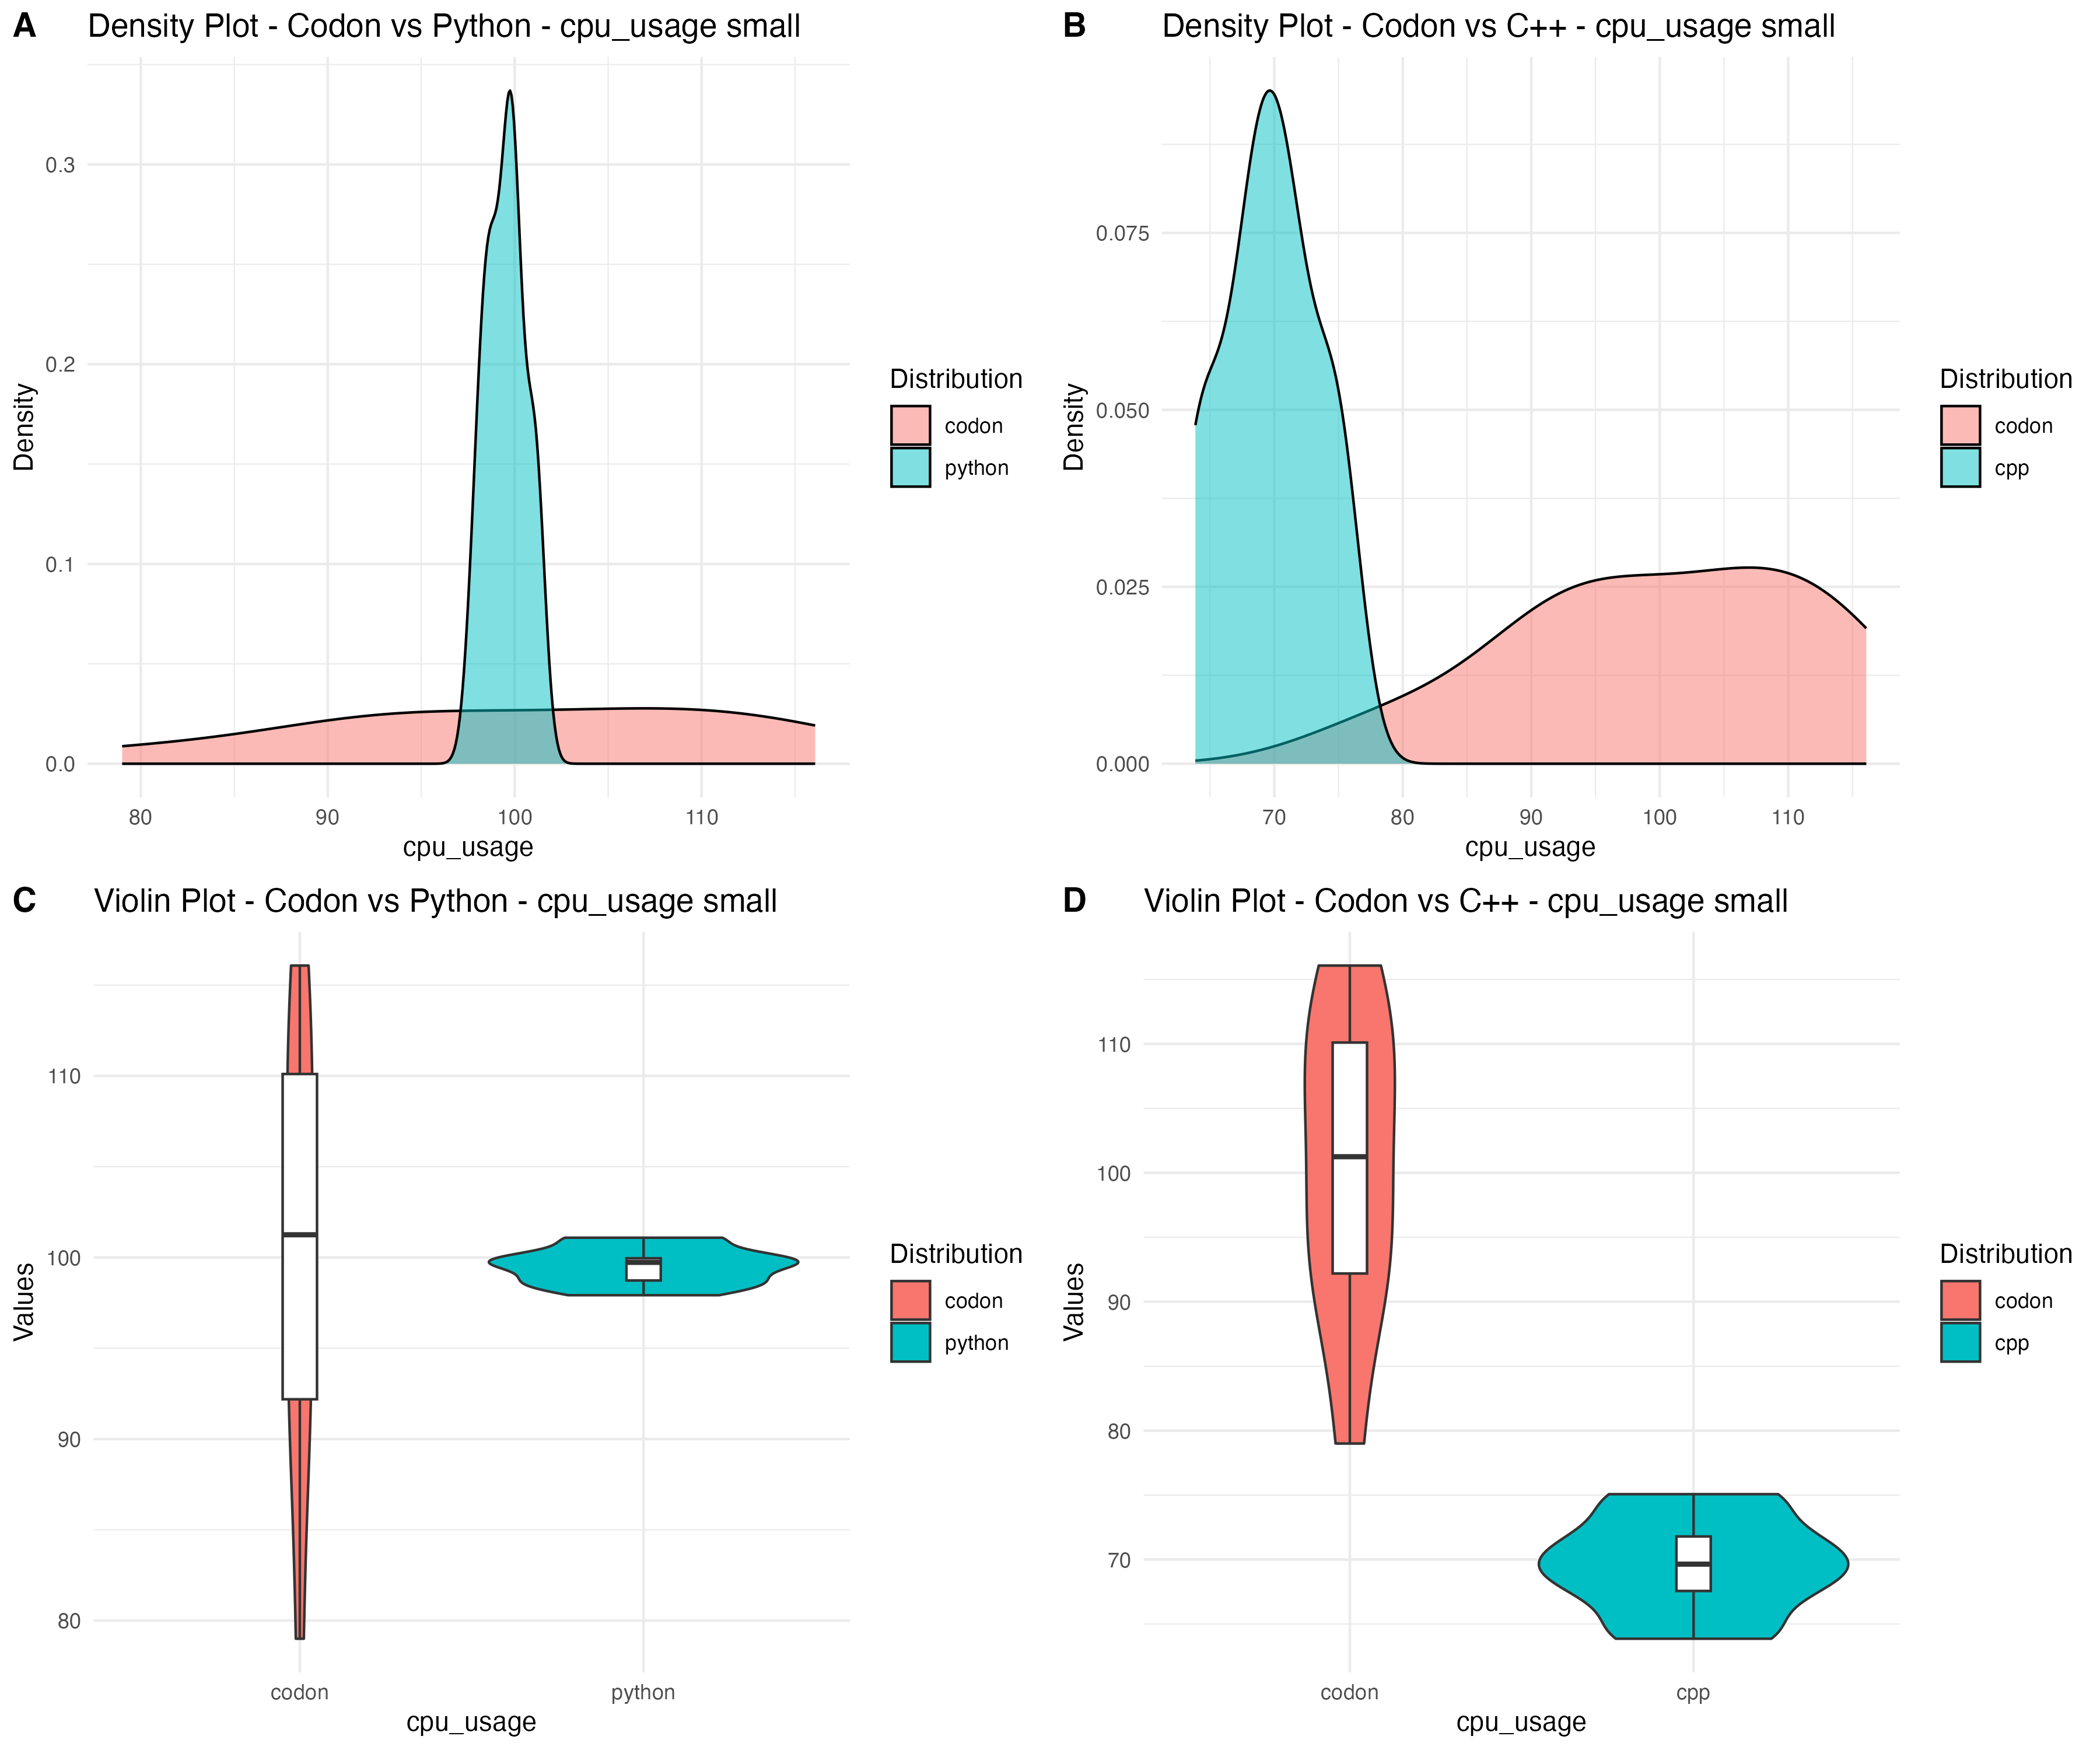 A
Density Plot - Codon vs Python - cpu_usage small
0.3
0.2
0.1
0.0
Density
80 90 100 110
cpu_usage
Distribution
codon
python
B
Density Plot - Codon vs C++ - cpu_usage small
0.075
0.050
0.025
0.000
Density
70 80 90 100 110
cpu_usage
Distribution
codon
cpp
C
Violin Plot - Codon vs Python - cpu_usage small
110
100
90
80
Values
codon python
cpu_usage
Distribution
codon
python
D
Violin Plot - Codon vs C++ - cpu_usage small
110
100
90
80
70
Values
codon cpp
cpu_usage
Distribution
codon
cpp